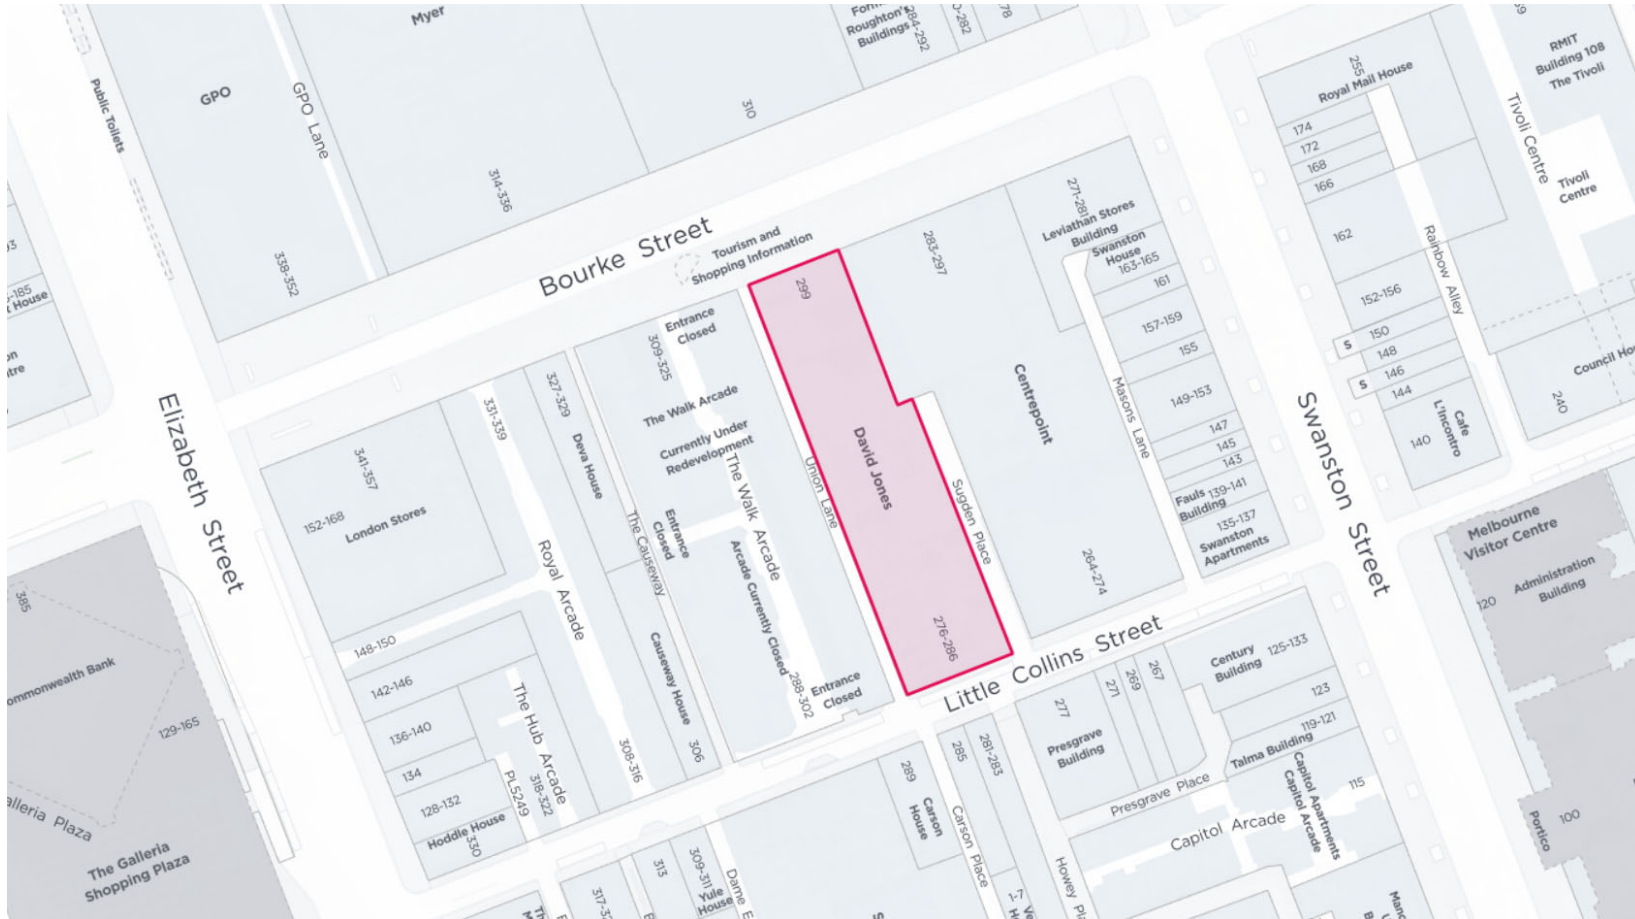 Myer
GPO
GPO Lane
Public Toilets
Roughton's
Buildings
284-292
310
314-336
338-352
255
Royal Mail House
174
172
168
166
162
152-156
150
148
146
144
140
S
S
Cafe
L'Incontro
Rainbow Alley
RMIT
Building 108
The Tivoli
Tivoli Centre
Tivoli
Centre
240
Bourke Street
Tourism and
Shopping Information
271-281
Leviathan Stores
Building
Swanston
House
163-165
161
157-159
155
149-153
147
145
143
Fauls
Building
139-141
135-137
Swanston
Apartments
Masons Lane
283-297
Centrepoint
264-274
299
David Jones
276-286
Sugden Place
Union Lane
Entrance
Closed
309-325
The Walk Arcade
Currently Under
Redevelopment
The Walk Arcade
Entrance
Closed
Arcade Currently Closed
288-302
Entrance
Closed
327-329
Deva House
The Causeway
Causeway House
306
331-339
Royal Arcade
308-316
341-357
152-168
London Stores
148-150
142-146
136-140
134
128-132
Hoddle House
330
The Hub Arcade
PL5249
318-322
Elizabeth Street
Swanston Street
Little Collins Street
385
129-165
The Galleria
Shopping Plaza
Melbourne
Visitor Centre
Administration
Building
120
100
Portico
Century
Building
125-133
123
119-121
Talma Building
Capitol Apartments
Capitol Arcade
115
Capitol Arcade
Presgrave Place
277
Presgrave
Building
271
269
267
281-283
285
289
Carson
House
Carson Place
1-7
313
309-311
Yule
House